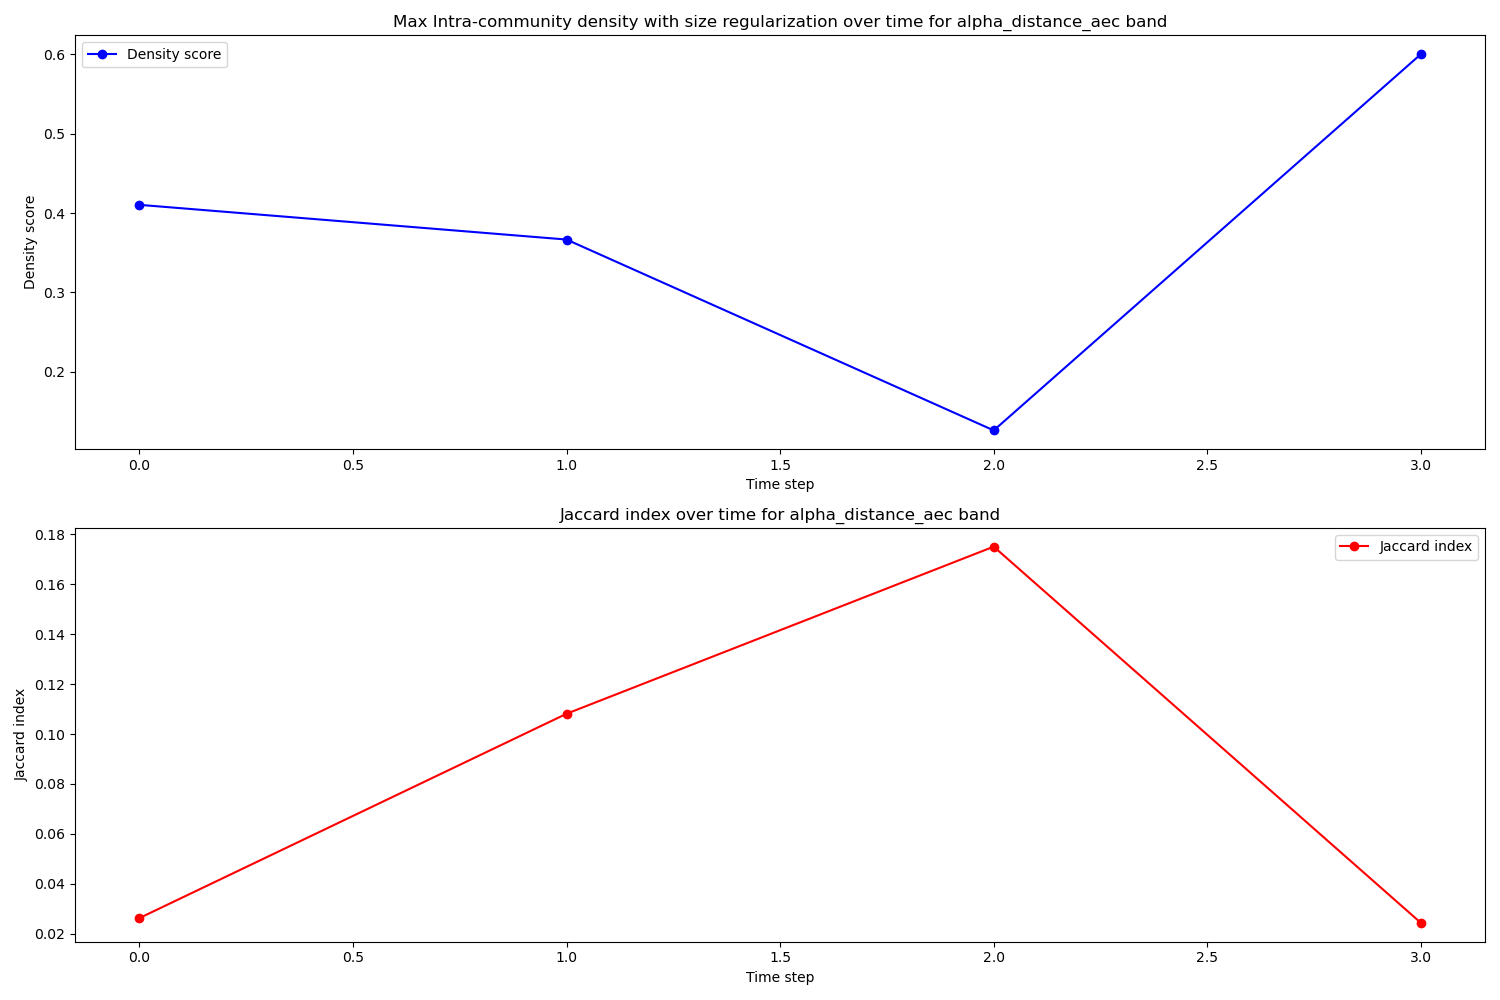 Max Intra-community density with size regularization over time for alpha_distance_aec band
Density score
Density score
0.6
0.5
0.4
0.3
0.2
0.0 0.5 1.0 1.5 2.0 2.5 3.0
Time step
Jaccard index over time for alpha_distance_aec band
Jaccard index
Jaccard index
0.18
0.16
0.14
0.12
0.10
0.08
0.06
0.04
0.02
0.0 0.5 1.0 1.5 2.0 2.5 3.0
Time step